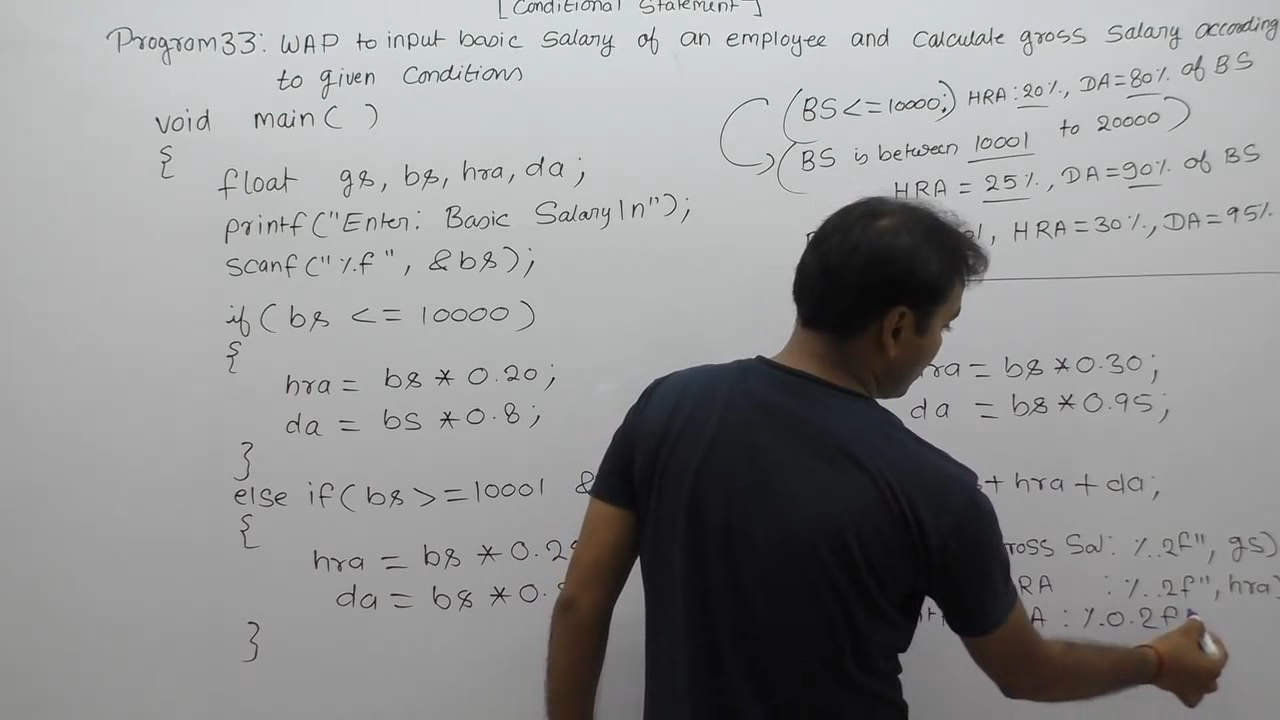 [Conditional Statement]
Program33: WAP to input basic salary of an employee and calculate gross salary according
to given conditions
(BS<=10000;) HRA:20%, DA=80% of BS
(BS is between 10001 to 20000)
HRA = 25%, DA=90% of BS
, HRA=30%, DA=95%
void main( )
{
float gs, bs, hra, da;
printf("Enter: Basic Salary\n");
scanf("%f", &bs);
if( bs <= 10000 )
{
hra = bs * 0.20;
da = bs * 0.8;
}
else if( bs >=10001 &
{
hra = bs * 0.2
da = bs * 0.
}
ra = bs * 0.30;
da = bs * 0.95;
+ hra + da;
ross Sal: %.2f", gs)
RA : %.2f", hra)
A : %0.2f